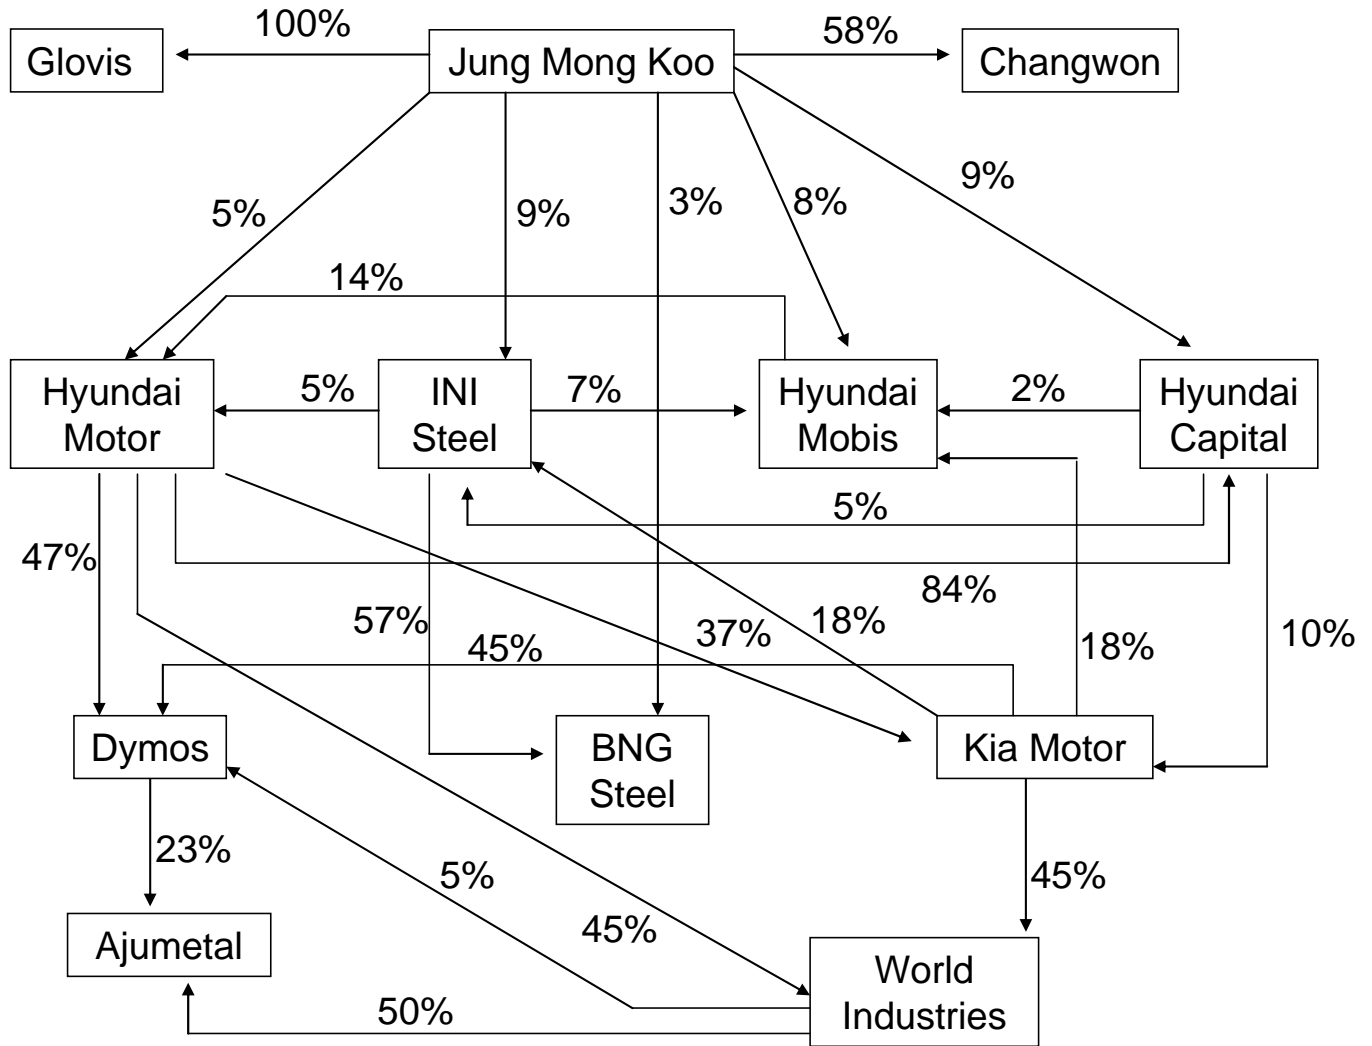 100%
58%
Glovis
Jung Mong Koo
Changwon
5%
9%
3%
8%
9%
14%
Hyundai
Motor
5%
INI
Steel
7%
Hyundai
Mobis
2%
Hyundai
Capital
5%
47%
84%
57%
37%
18%
18%
10%
45%
Dymos
BNG
Steel
Kia Motor
23%
5%
45%
45%
Ajumetal
World
Industries
50%